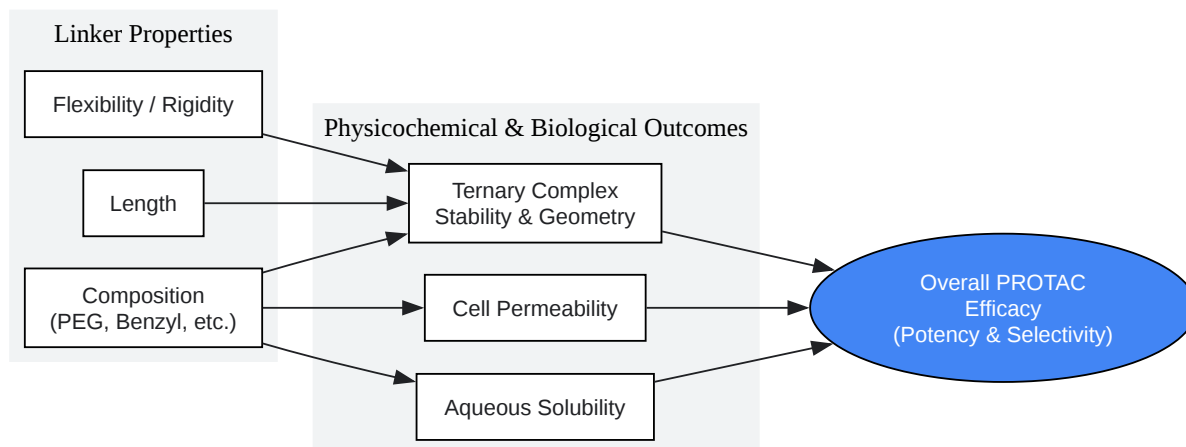 Linker Properties
Flexibility / Rigidity
Length
Composition
(PEG, Benzyl, etc.)
Physicochemical & Biological Outcomes
Ternary Complex
Stability & Geometry
Cell Permeability
Aqueous Solubility
Overall PROTAC
Efficacy
(Potency & Selectivity)